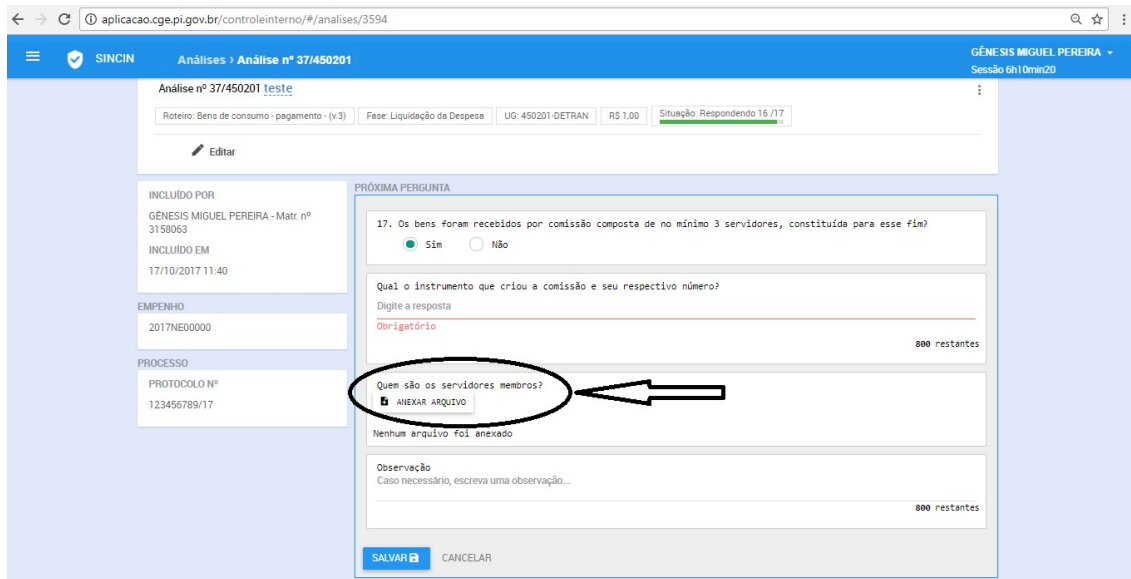 aplicacao.cge.pi.gov.br/controleinterno/#/analises/3594
SINCIN
Análises › Análise nº 37/450201
GÊNESIS MIGUEL PEREIRA
Sessão 6h10min20
Análise nº 37/450201 teste
Roteiro: Bens de consumo - pagamento - (v.3)
Fase: Liquidação da Despesa
UG: 450201-DETRAN
R$ 1,00
Situação: Respondendo 16 /17
Editar
INCLUÍDO POR
GÊNESIS MIGUEL PEREIRA - Matr. nº
3158063
INCLUÍDO EM
17/10/2017 11:40
EMPENHO
2017NE00000
PROCESSO
PROTOCOLO Nº
123456789/17
PRÓXIMA PERGUNTA
17. Os bens foram recebidos por comissão composta de no mínimo 3 servidores, constituída para esse fim?
Sim
Não
Qual o instrumento que criou a comissão e seu respectivo número?
Digite a resposta
Obrigatório
800 restantes
Quem são os servidores membros?
ANEXAR ARQUIVO
Nenhum arquivo foi anexado
Observação
Caso necessário, escreva uma observação...
800 restantes
SALVAR
CANCELAR